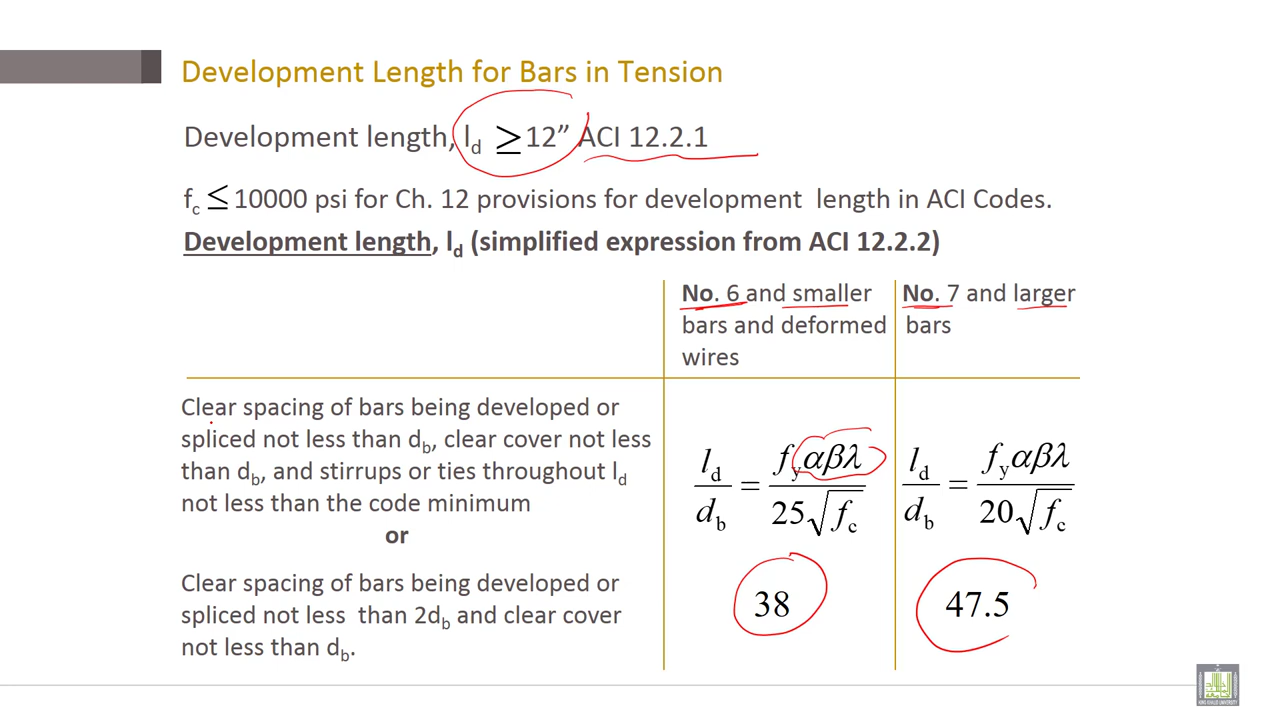 Development Length for Bars in Tension
Development length, l_d ≥ 12” ACI 12.2.1
f_c ≤ 10000 psi for Ch. 12 provisions for development length in ACI Codes.
Development length, l_d (simplified expression from ACI 12.2.2)
No. 6 and smaller
bars and deformed
wires
No. 7 and larger
bars
Clear spacing of bars being developed or
spliced not less than d_b, clear cover not less
than d_b, and stirrups or ties throughout l_d
not less than the code minimum
or
Clear spacing of bars being developed or
spliced not less than 2d_b and clear cover
not less than d_b.
l_d/d_b = f_yαβλ/25√f_c
38
l_d/d_b = f_yαβλ/20√f_c
47.5
KING KHALID UNIVERSITY